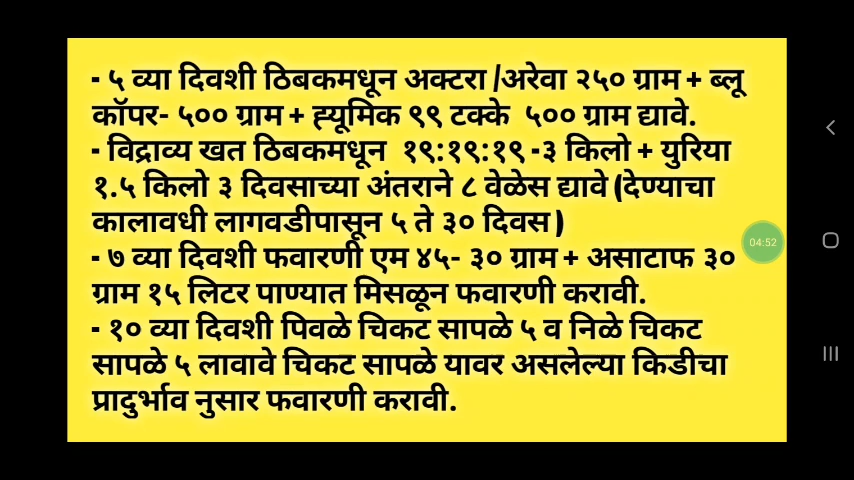 - ५ व्या दिवशी ठिबकमधून अक्टरा/अरेवा २५० ग्राम + ब्लू
कॉपर- ५०० ग्राम + ह्यूमिक ९९ टक्के ५०० ग्राम द्यावे.
- विद्राव्य खत ठिबकमधून १९:१९:१९ -३ किलो + युरिया
१.५ किलो ३ दिवसाच्या अंतराने ८ वेळेस द्यावे (देण्याचा
कालावधी लागवडीपासून ५ ते ३० दिवस)
- ७ व्या दिवशी फवारणी एम ४५- ३० ग्राम + असाटाफ ३०
ग्राम १५ लिटर पाण्यात मिसळून फवारणी करावी.
- १० व्या दिवशी पिवळे चिकट सापळे ५ व निळे चिकट
सापळे ५ लावावे चिकट सापळे यावर असलेल्या किडीचा
प्रादुर्भाव नुसार फवारणी करावी.
04:52